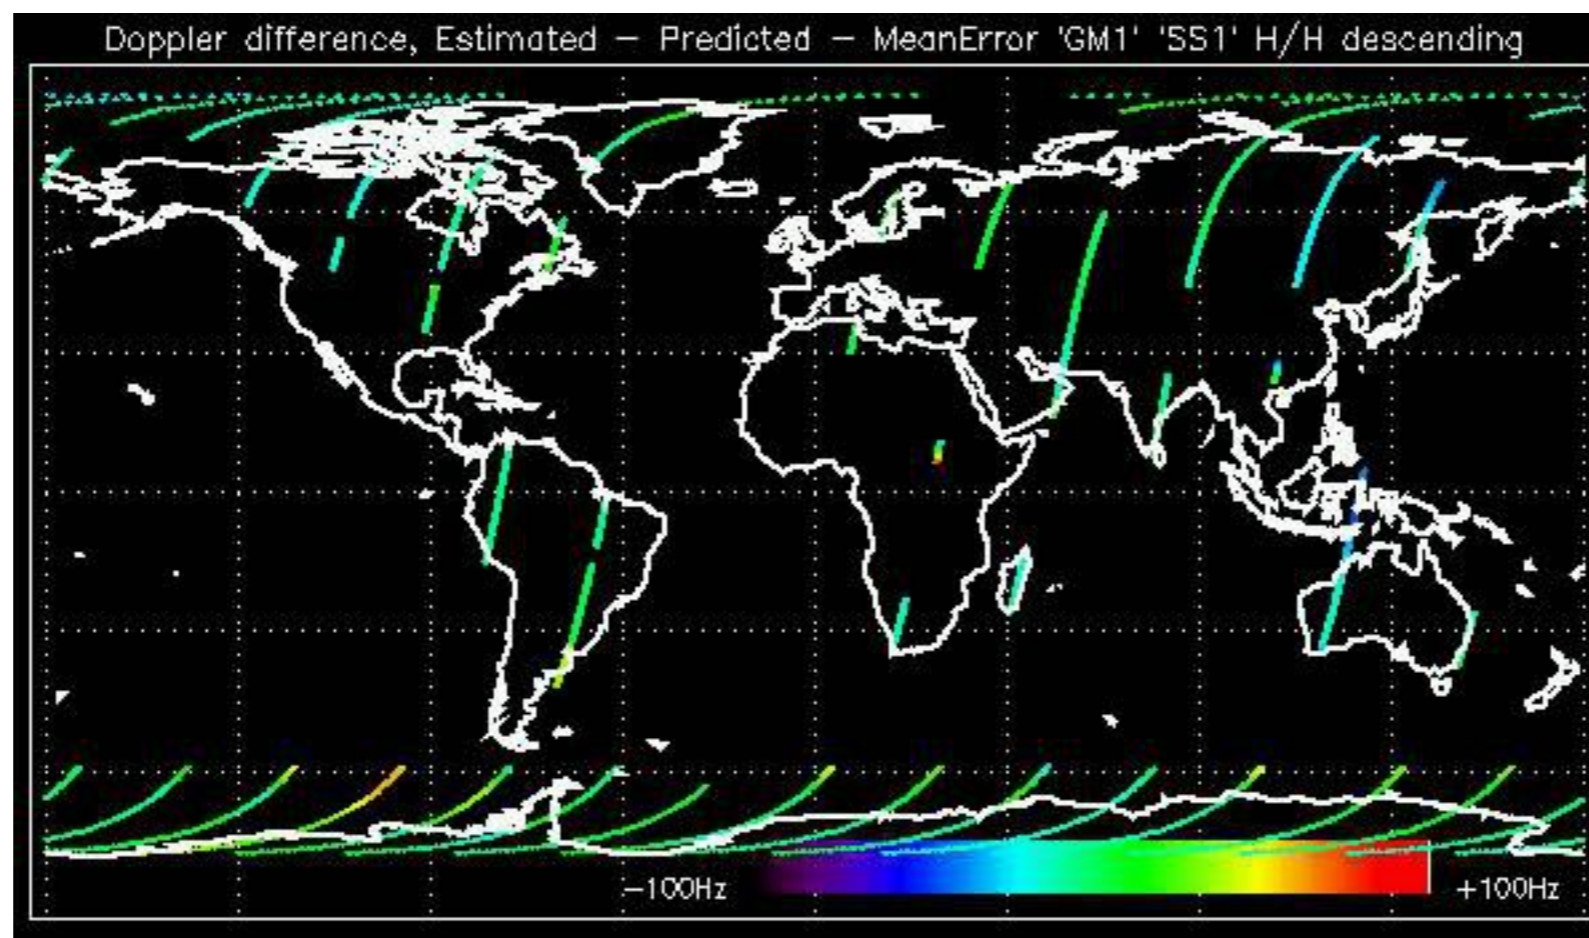 Doppler difference, Estimated – Predicted – MeanError 'GM1' 'SS1' H/H descending
–100Hz +100Hz